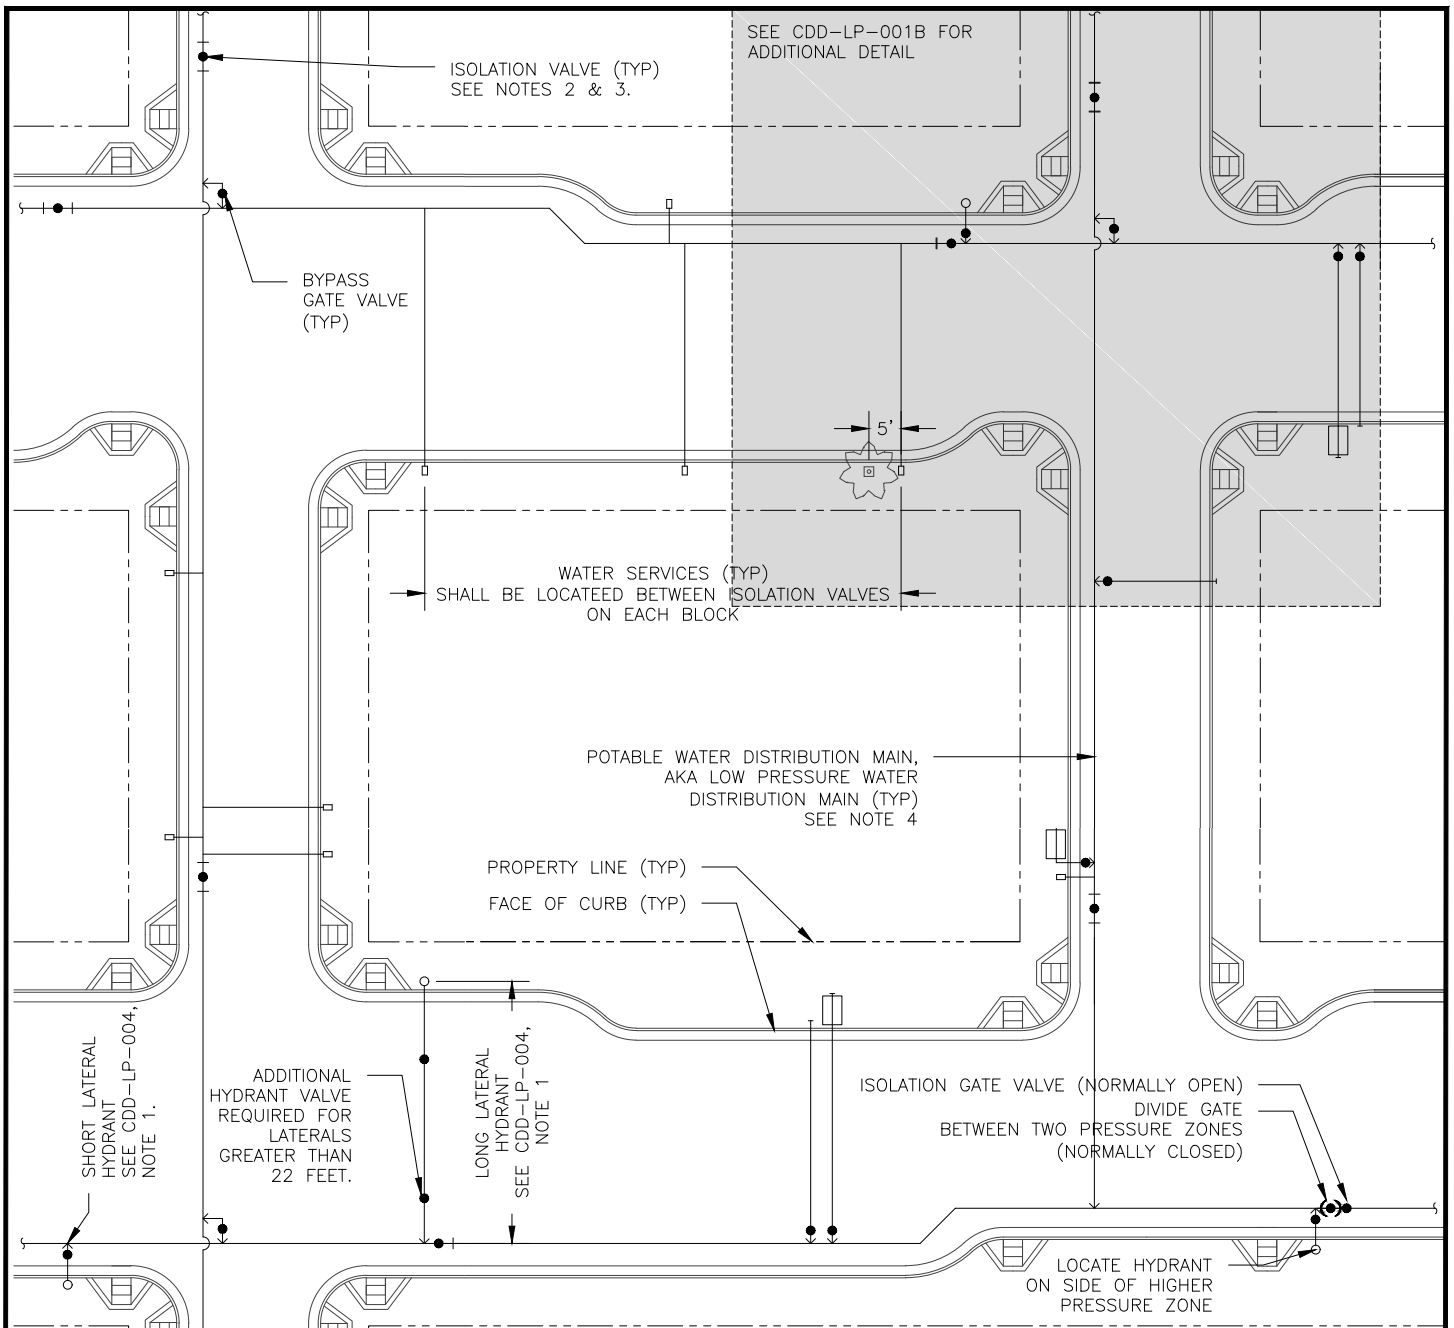 SEE CDD-LP-001B FOR
ADDITIONAL DETAIL
ISOLATION VALVE (TYP)
SEE NOTES 2 & 3.
BYPASS
GATE VALVE
(TYP)
5'
WATER SERVICES (TYP)
SHALL BE LOCATEED BETWEEN ISOLATION VALVES
ON EACH BLOCK
POTABLE WATER DISTRIBUTION MAIN,
AKA LOW PRESSURE WATER
DISTRIBUTION MAIN (TYP)
SEE NOTE 4
PROPERTY LINE (TYP)
FACE OF CURB (TYP)
SHORT LATERAL
HYDRANT
SEE CDD-LP-004,
NOTE 1.
ADDITIONAL
HYDRANT VALVE
REQUIRED FOR
LATERALS
GREATER THAN
22 FEET.
LONG LATERAL
HYDRANT
SEE CDD-LP-004,
NOTE 1
ISOLATION GATE VALVE (NORMALLY OPEN)
DIVIDE GATE
BETWEEN TWO PRESSURE ZONES
(NORMALLY CLOSED)
LOCATE HYDRANT
ON SIDE OF HIGHER
PRESSURE ZONE